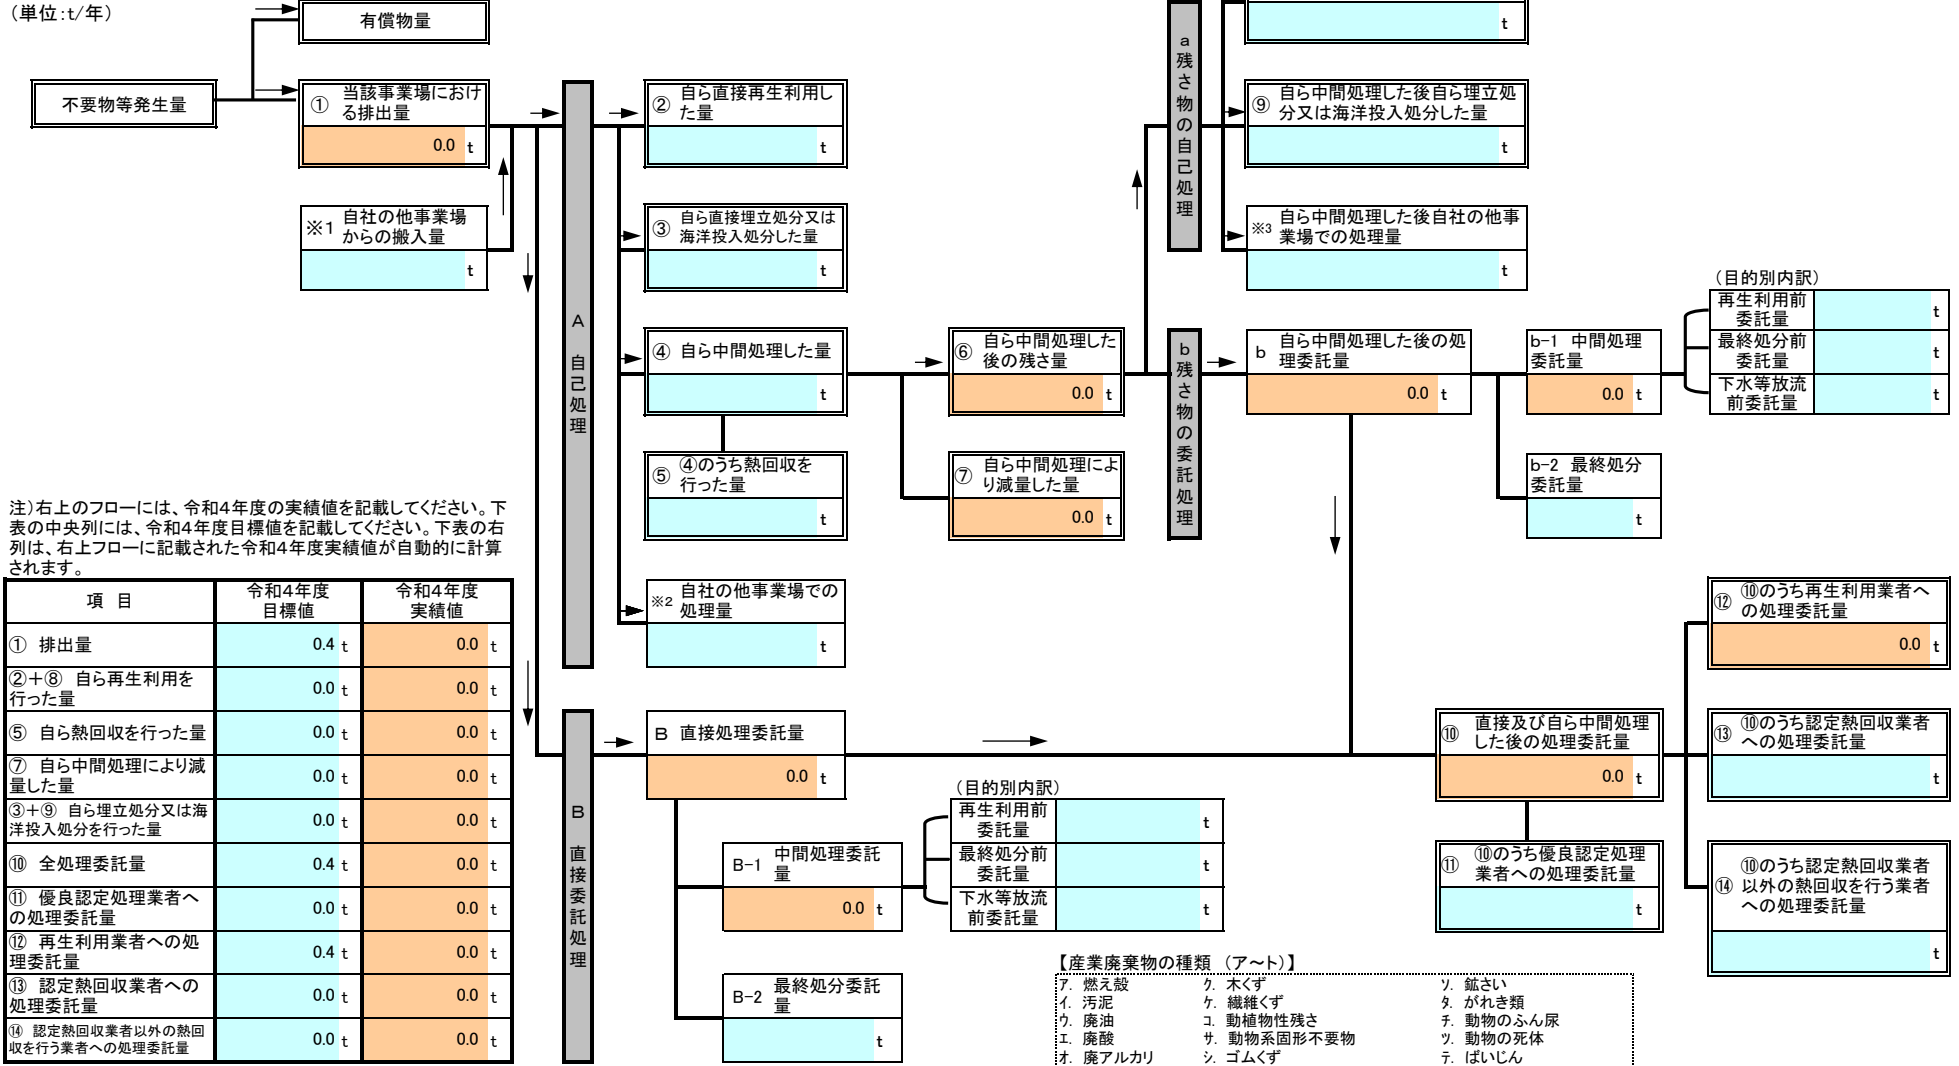 (単位:t/年)
有償物量
t
不要物等発生量
① 当該事業場におけ
る排出量
0.0 t
※1 自社の他事業場
からの搬入量
t
A 自己処理
② 自ら直接再生利用し
た量
t
③ 自ら直接埋立処分又は
海洋投入処分した量
t
④ 自ら中間処理した量
t
⑤ ④のうち熱回収を
行った量
t
※2 自社の他事業場での
処理量
t
⑥ 自ら中間処理した
後の残さ量
0.0 t
⑦ 自ら中間処理によ
り減量した量
0.0 t
a 残さ物の自己処理
⑨ 自ら中間処理した後自ら埋立処
分又は海洋投入処分した量
t
※3 自ら中間処理した後自社の他事
業場での処理量
t
b 残さ物の委託処理
b 自ら中間処理した後の処
理委託量
0.0 t
b-1 中間処理
委託量
0.0 t
b-2 最終処分
委託量
t
(目的別内訳)
再生利用前
委託量 t
最終処分前
委託量 t
下水等放流
前委託量 t
注)右上のフローには、令和4年度の実績値を記載してください。下
表の中央列には、令和4年度目標値を記載してください。下表の右
列は、右上フローに記載された令和4年度実績値が自動的に計算
されます。
項 目 令和4年度 目標値 令和4年度 実績値
① 排出量 0.4 t 0.0 t
②+⑧ 自ら再生利用を
行った量 0.0 t 0.0 t
⑤ 自ら熱回収を行った量 0.0 t 0.0 t
⑦ 自ら中間処理により減
量した量 0.0 t 0.0 t
③+⑨ 自ら埋立処分又は海
洋投入処分を行った量 0.0 t 0.0 t
⑩ 全処理委託量 0.4 t 0.0 t
⑪ 優良認定処理業者へ
の処理委託量 0.0 t 0.0 t
⑫ 再生利用業者への処
理委託量 0.4 t 0.0 t
⑬ 認定熱回収業者への
処理委託量 0.0 t 0.0 t
⑭ 認定熱回収業者以外の熱回
収を行う業者への処理委託量 0.0 t 0.0 t
B 直接委託処理
B 直接処理委託量
0.0 t
B-1 中間処理委託
量
0.0 t
B-2 最終処分委託
量
t
(目的別内訳)
再生利用前
委託量 t
最終処分前
委託量 t
下水等放流
前委託量 t
⑩ 直接及び自ら中間処理
した後の処理委託量
0.0 t
⑪ ⑩のうち優良認定処理
業者への処理委託量
t
⑫ ⑩のうち再生利用業者へ
の処理委託量
0.0 t
⑬ ⑩のうち認定熱回収業者
への処理委託量
t
⑭ ⑩のうち認定熱回収業者
以外の熱回収を行う業者
への処理委託量
t
【産業廃棄物の種類 (ア~ト)】
ア. 燃え殻 ク. 木くず ソ. 鉱さい
イ. 汚泥 ケ. 繊維くず タ. がれき類
ウ. 廃油 コ. 動植物性残さ チ. 動物のふん尿
エ. 廃酸 サ. 動物系固形不要物 ツ. 動物の死体
オ. 廃アルカリ シ. ゴムくず テ. ばいじん